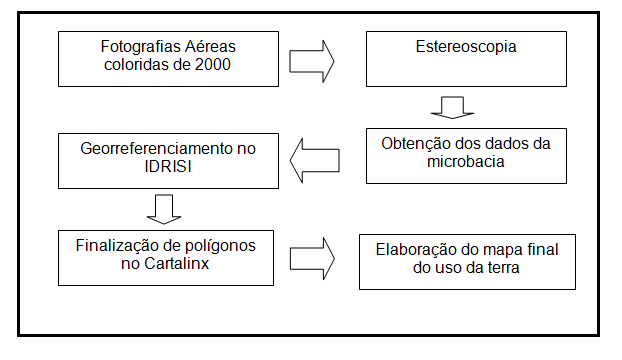 Fotografias Aéreas
coloridas de 2000
Estereoscopia
Obtenção dos dados da
microbacia
Georreferenciamento no
IDRISI
Finalização de polígonos
no Cartalinx
Elaboração do mapa final
do uso da terra